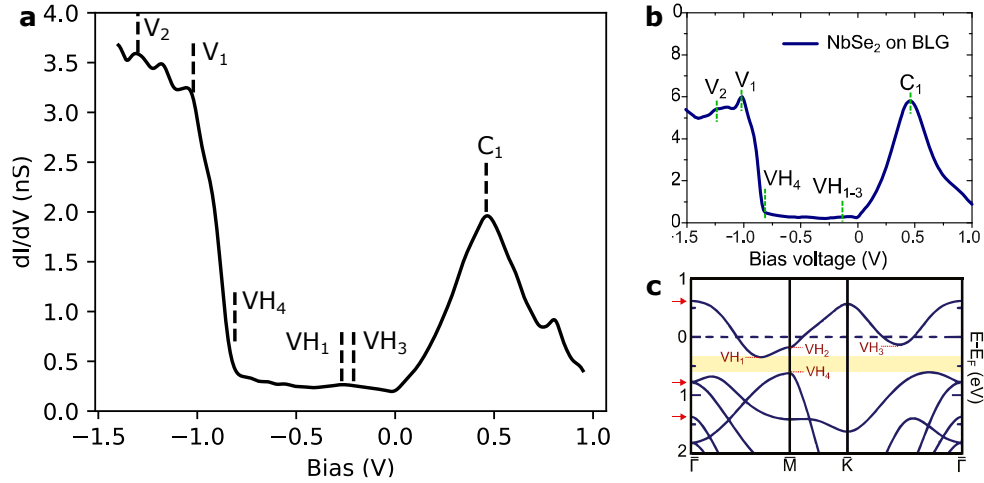 a
4.0
3.5
3.0
2.5
2.0
1.5
1.0
0.5
0.0
dI/dV (nS)
V₂
V₁
C₁
VH₄
VH₁
VH₃
−1.5
−1.0
−0.5
0.0
0.5
1.0
Bias (V)
b
0
8
6
4
2
0
NbSe₂ on BLG
V₂
V₁
C₁
VH₄
VH₁₋₃
-1.5
-1.0
-0.5
0
0.5
1.0
Bias voltage (V)
c
1
0
1
2
VH₁
VH₂
VH₃
VH₄
E-E_F (eV)
Γ̅
M̅
K̅
Γ̅